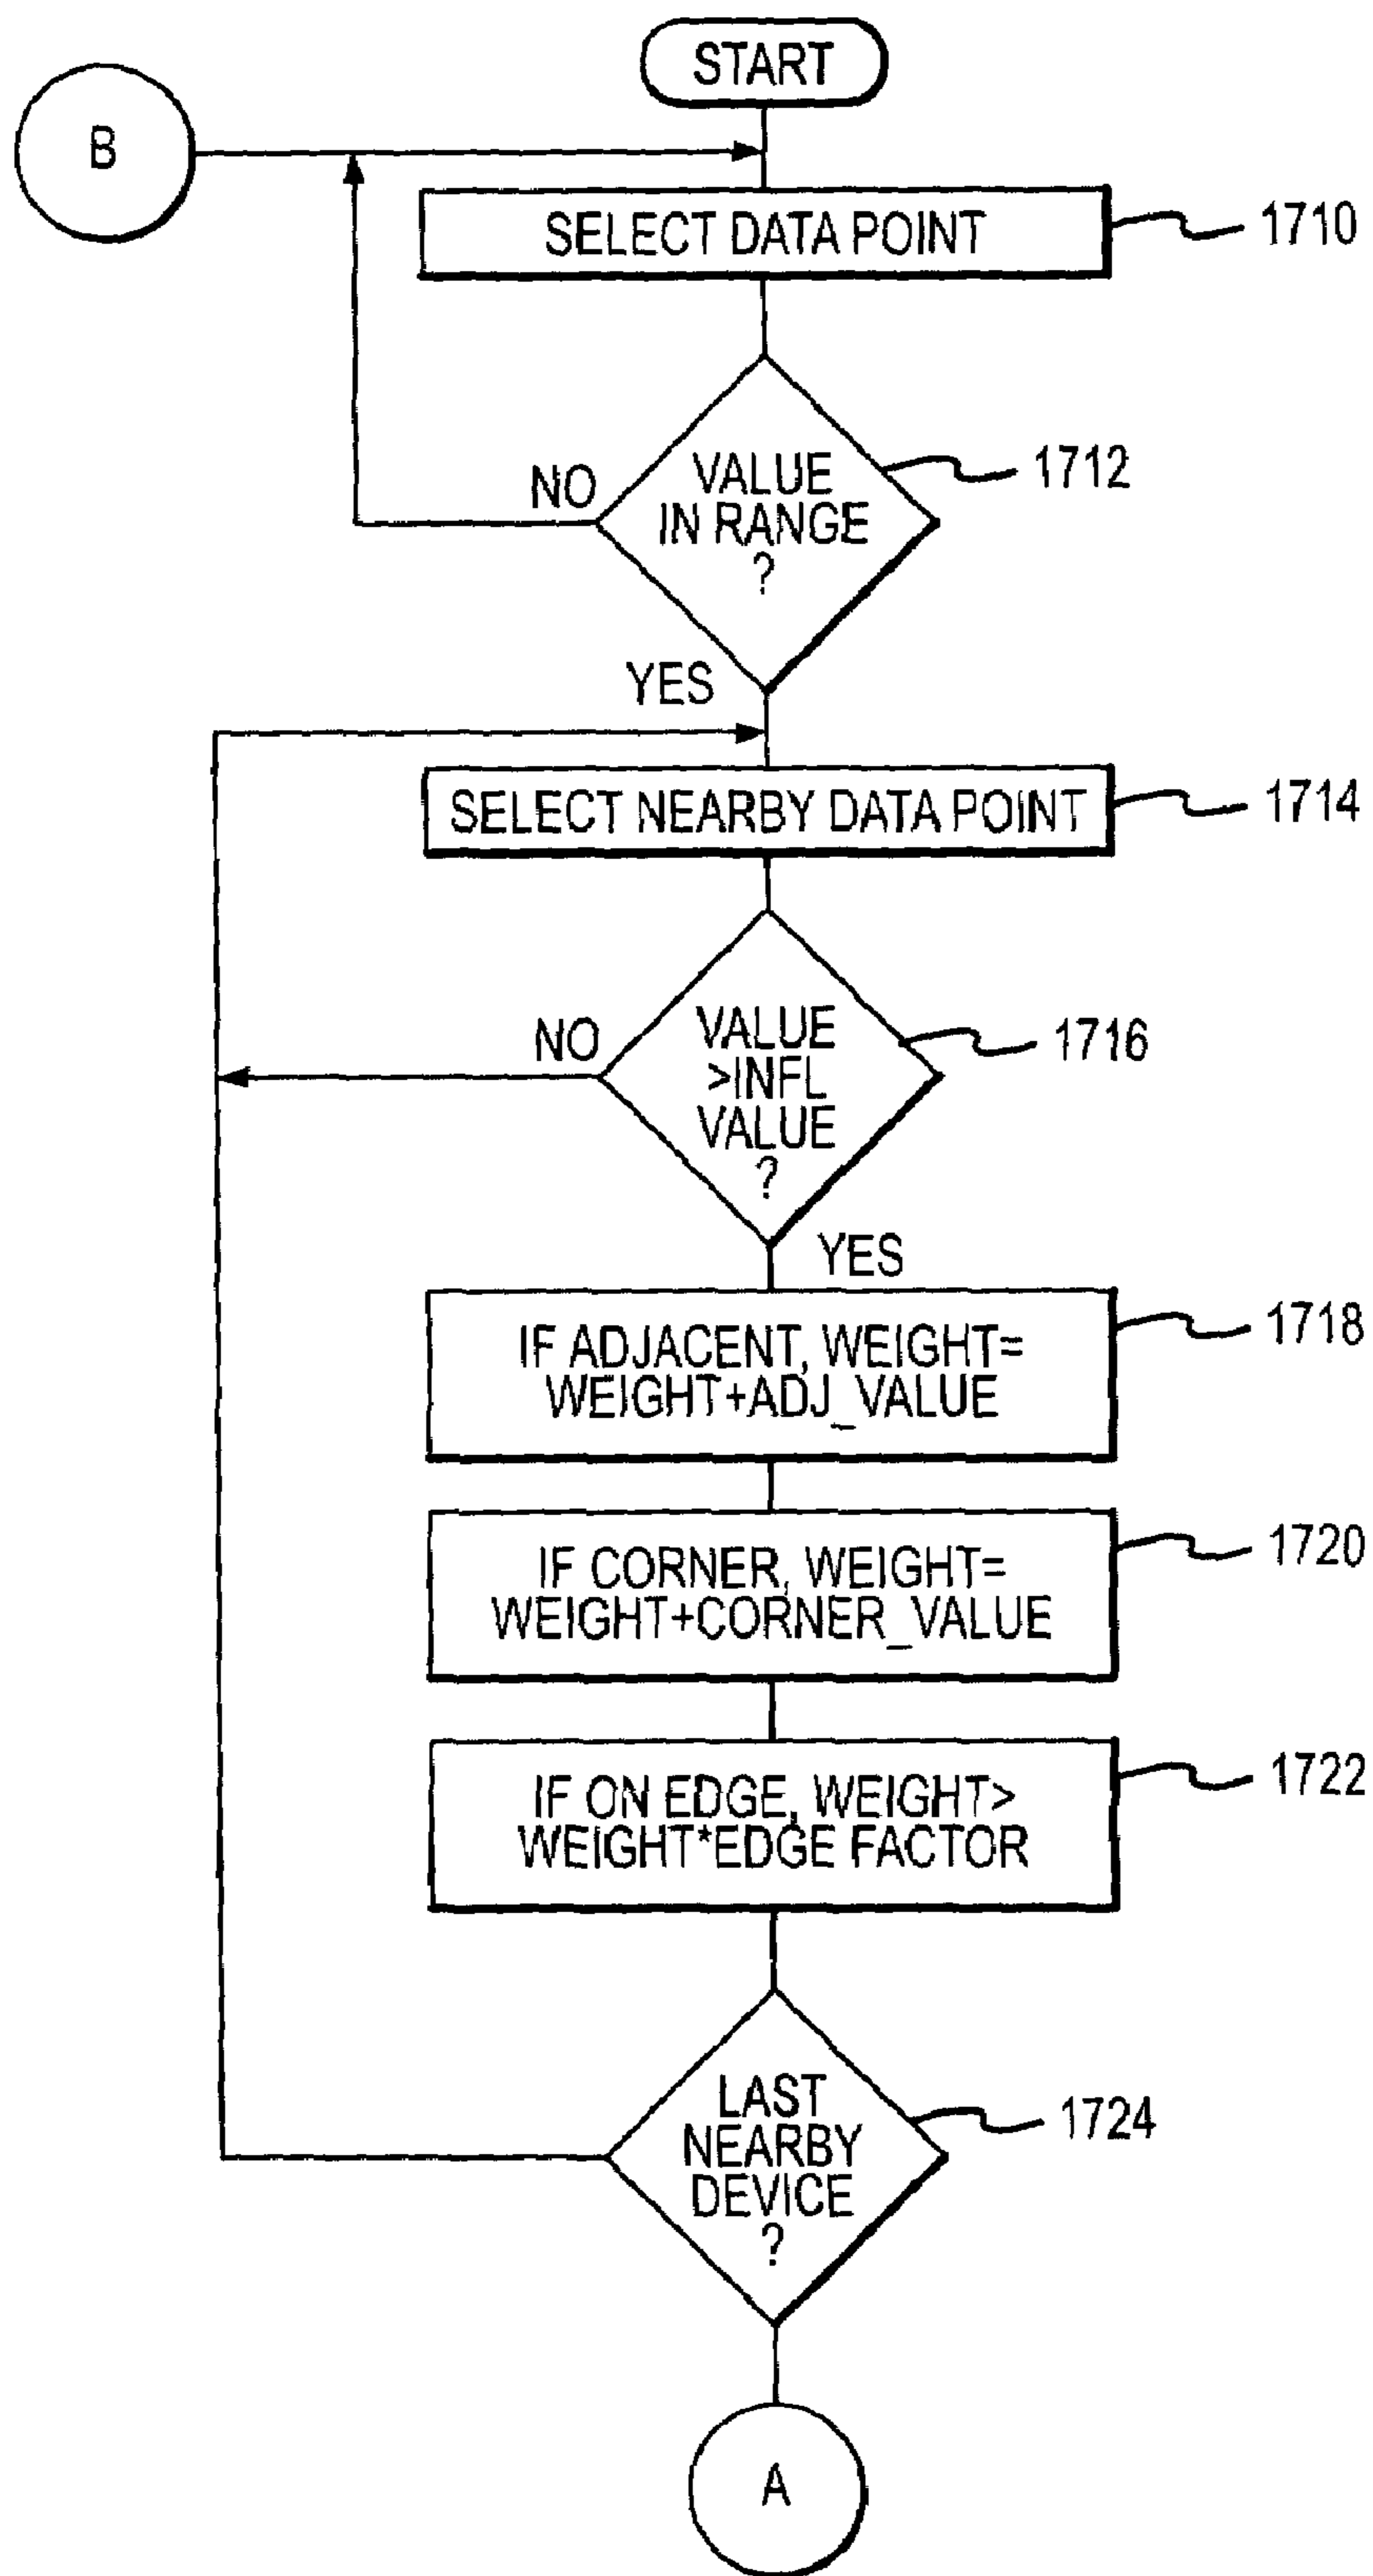 START
B
SELECT DATA POINT
1710
VALUE
IN RANGE
?
1712
NO
YES
SELECT NEARBY DATA POINT
1714
VALUE
>INFL
VALUE
?
1716
NO
YES
IF ADJACENT, WEIGHT=
WEIGHT+ADJ_VALUE
1718
IF CORNER, WEIGHT=
WEIGHT+CORNER_VALUE
1720
IF ON EDGE, WEIGHT>
WEIGHT*EDGE FACTOR
1722
LAST
NEARBY
DEVICE
?
1724
A